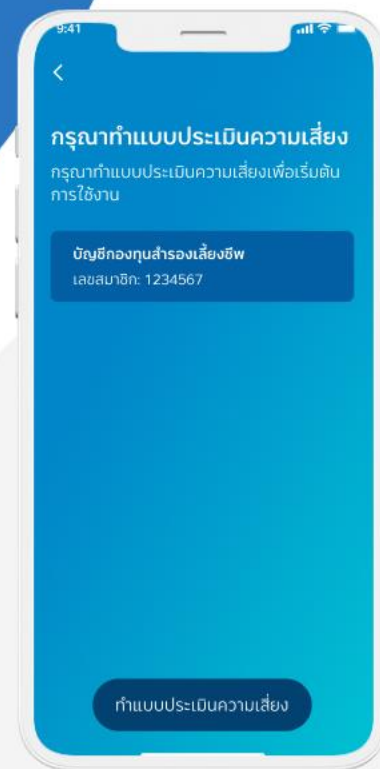 9:41
กรุณาทำแบบประเมินความเสี่ยง
กรุณาทำแบบประเมินความเสี่ยงเพื่อเริ่มต้น
การใช้งาน
บัญชีกองทุนสำรองเลี้ยงชีพ
เลขสมาชิก: 1234567
ทำแบบประเมินความเสี่ยง